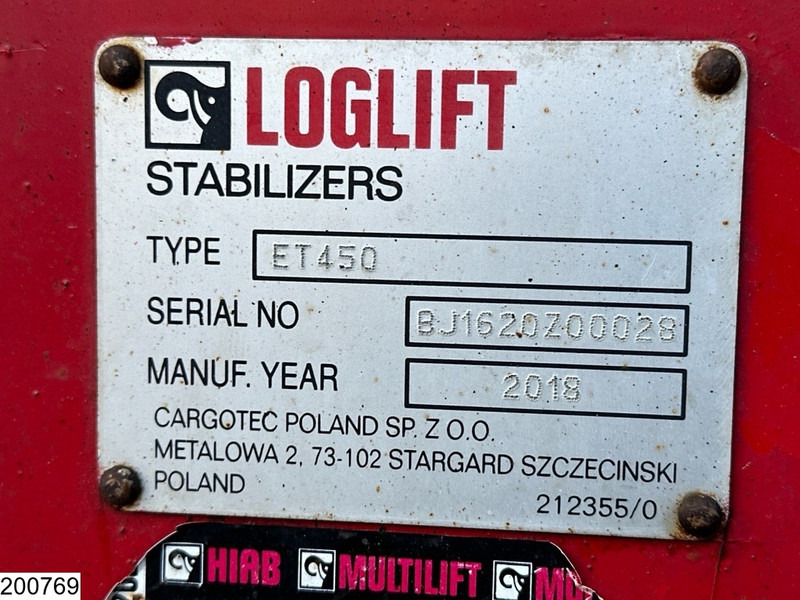 LOGLIFT
STABILIZERS
TYPE ET450
SERIAL NO BJ1620Z00028
MANUF. YEAR 2018
CARGOTEC POLAND SP. Z O.O.
METALOWA 2, 73-102 STARGARD SZCZECINSKI
POLAND 212355/0
HIAB MULTILIFT
200769